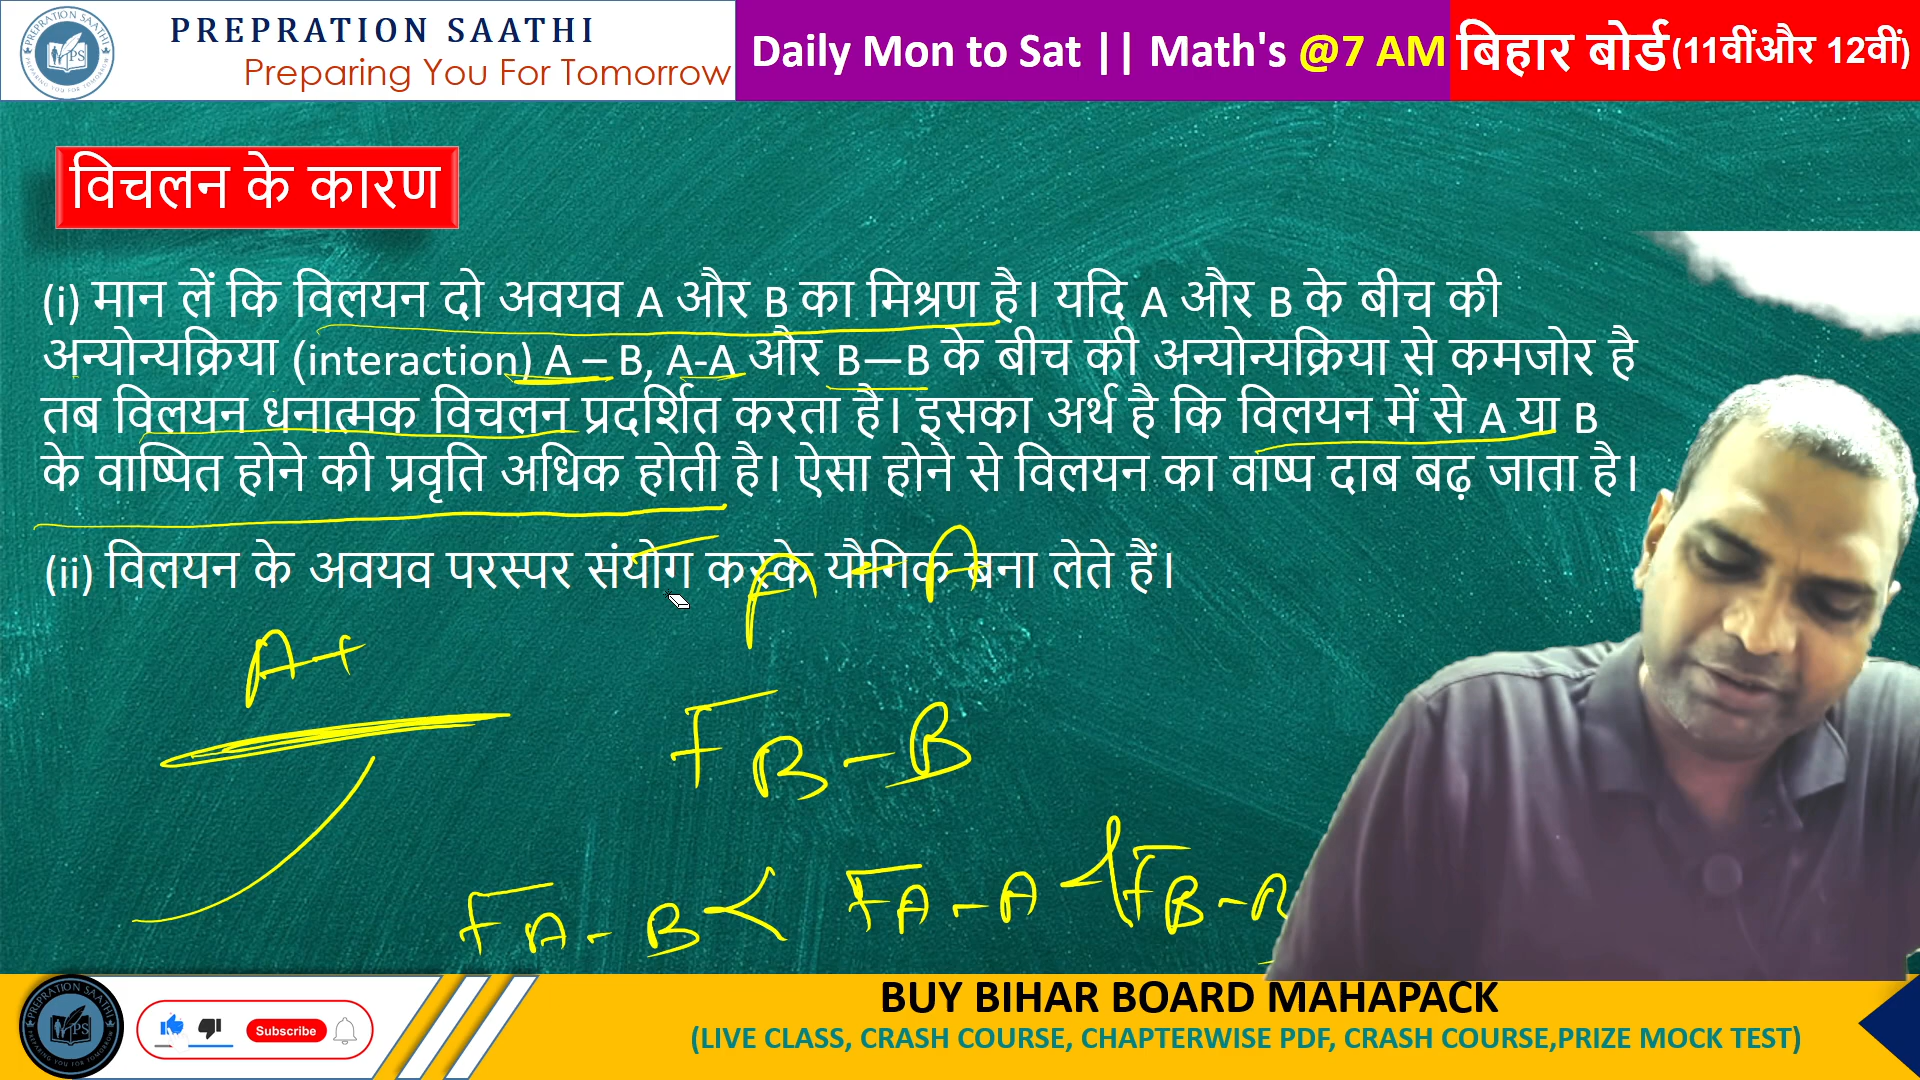 PREPRATION SAATHI
Preparing You For Tomorrow
Daily Mon to Sat || Math's @7 AM
बिहार बोर्ड(11वींऔर 12वीं)
विचलन के कारण
(i) मान लें कि विलयन दो अवयव A और B का मिश्रण है। यदि A और B के बीच की
अन्योन्यक्रिया (interaction) A – B, A-A और B—B के बीच की अन्योन्यक्रिया से कमजोर है
तब विलयन धनात्मक विचलन प्रदर्शित करता है। इसका अर्थ है कि विलयन में से A या B
के वाष्पित होने की प्रवृति अधिक होती है। ऐसा होने से विलयन का वाष्प दाब बढ़ जाता है।
(ii) विलयन के अवयव परस्पर संयोग करके यौगिक बना लेते हैं।
A - A
A+
F B - B
F A - B < F A - A < F B - B
Subscribe
BUY BIHAR BOARD MAHAPACK
(LIVE CLASS, CRASH COURSE, CHAPTERWISE PDF, CRASH COURSE,PRIZE MOCK TEST)